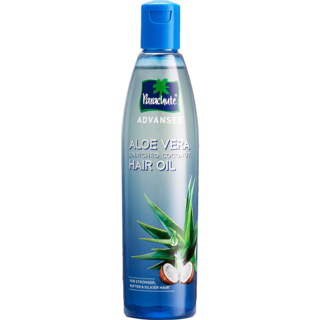 Parachute
ADVANSED
ALOE VERA
ENRICHED COCONUT
HAIR OIL
FOR STRONGER,
SOFTER & SILKIER HAIR